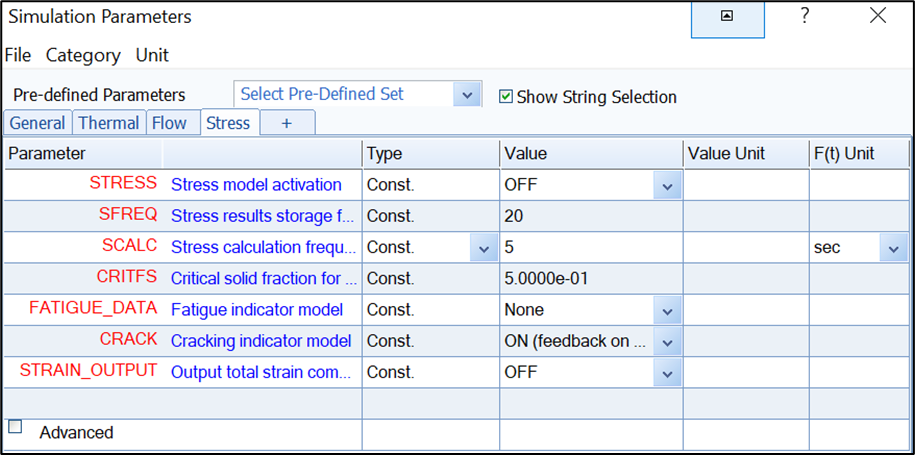 Simulation Parameters ?
File Category Unit
Pre-defined Parameters Select Pre-Defined Set Show String Selection
General Thermal Flow Stress +
Parameter Type Value Value Unit F(t) Unit
STRESS Stress model activation Const. OFF
SFREQ Stress results storage f... Const. 20
SCALC Stress calculation frequ... Const. 5 sec
CRITFS Critical solid fraction for ... Const. 5.0000e-01
FATIGUE_DATA Fatigue indicator model Const. None
CRACK Cracking indicator model Const. ON (feedback on ...
STRAIN_OUTPUT Output total strain com... Const. OFF
Advanced